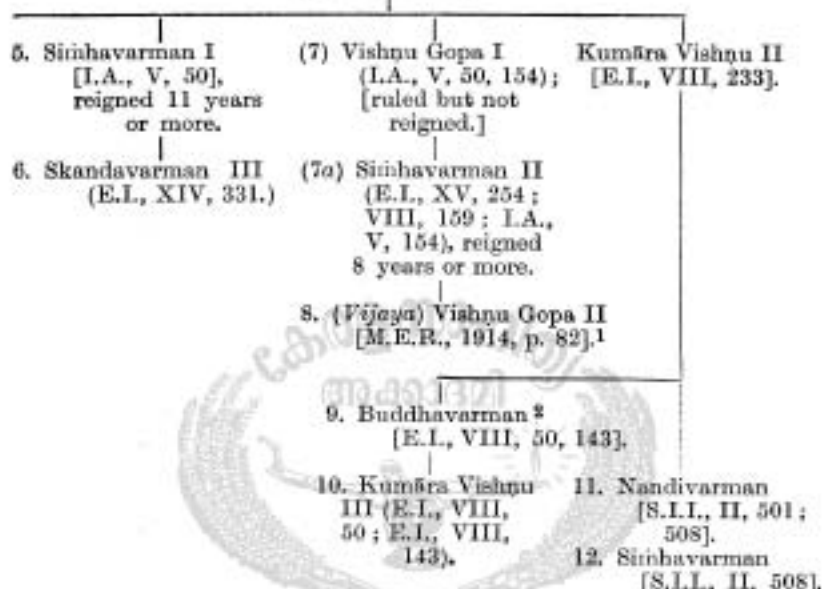 5. Siṁhavarman I
[I.A., V, 50],
reigned 11 years
or more.
6. Skandavarman III
(E.I., XIV, 331.)
(7) Vishṇu Gopa I
(I.A., V, 50, 154);
[ruled but not
reigned.]
(7a) Siṁhavarman II
(E.I., XV, 254;
VIII, 159; I.A.,
V, 154), reigned
8 years or more.
8. (Vijaya) Vishṇu Gopa II
[M.E.R., 1914, p. 82].1
Kumāra Vishṇu II
[E.I., VIII, 233].
9. Buddhavarman 2
[E.I., VIII, 50, 143].
10. Kumāra Vishṇu
III (E.I., VIII,
50; E.I., VIII,
143).
11. Nandivarman
[S.I.I., II, 501;
508].
12. Siṁhavarman
[S.I.I., II, 508].
കേരള സാഹിത്യ
അക്കാദമി